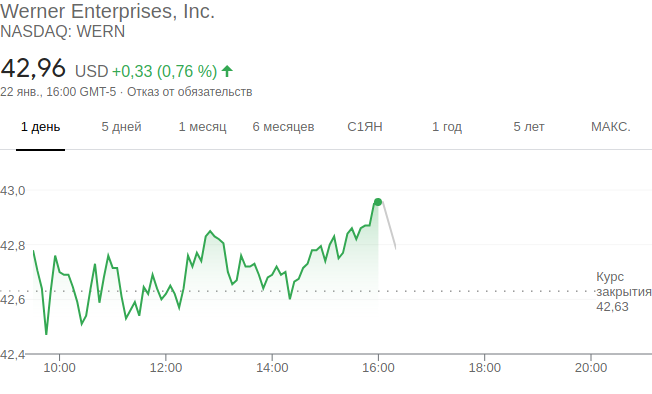 Werner Enterprises, Inc.
NASDAQ: WERN
42,96 USD +0,33 (0,76 %)
22 янв., 16:00 GMT-5 · Отказ от обязательств
1 день 5 дней 1 месяц 6 месяцев С1ЯН 1 год 5 лет МАКС.
43,0
42,8
Курс
закрытия
42,63
42,6
42,4
10:00 12:00 14:00 16:00 18:00 20:00